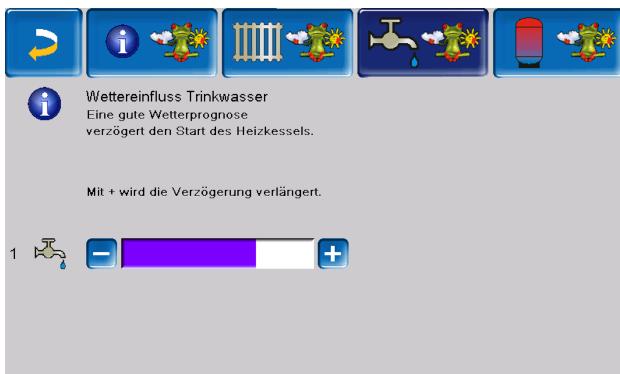 Wettereinfluss Trinkwasser
Eine gute Wetterprognose
verzögert den Start des Heizkessels.
Mit + wird die Verzögerung verlängert.
1